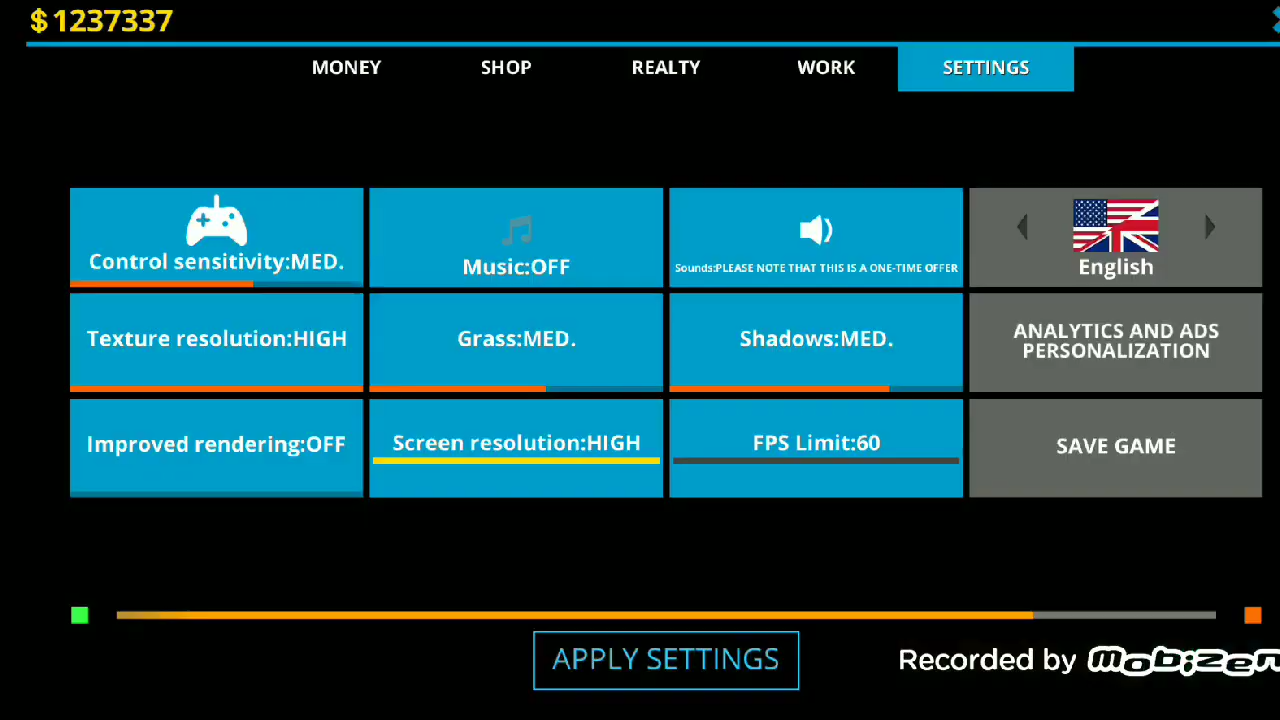 $1237337
MONEY SHOP REALTY WORK SETTINGS
Control sensitivity:MED.
Music:OFF
Sounds:PLEASE NOTE THAT THIS IS A ONE-TIME OFFER
English
Texture resolution:HIGH
Grass:MED.
Shadows:MED.
ANALYTICS AND ADS
PERSONALIZATION
Improved rendering:OFF
Screen resolution:HIGH
FPS Limit:60
SAVE GAME
APPLY SETTINGS
Recorded by mobizen